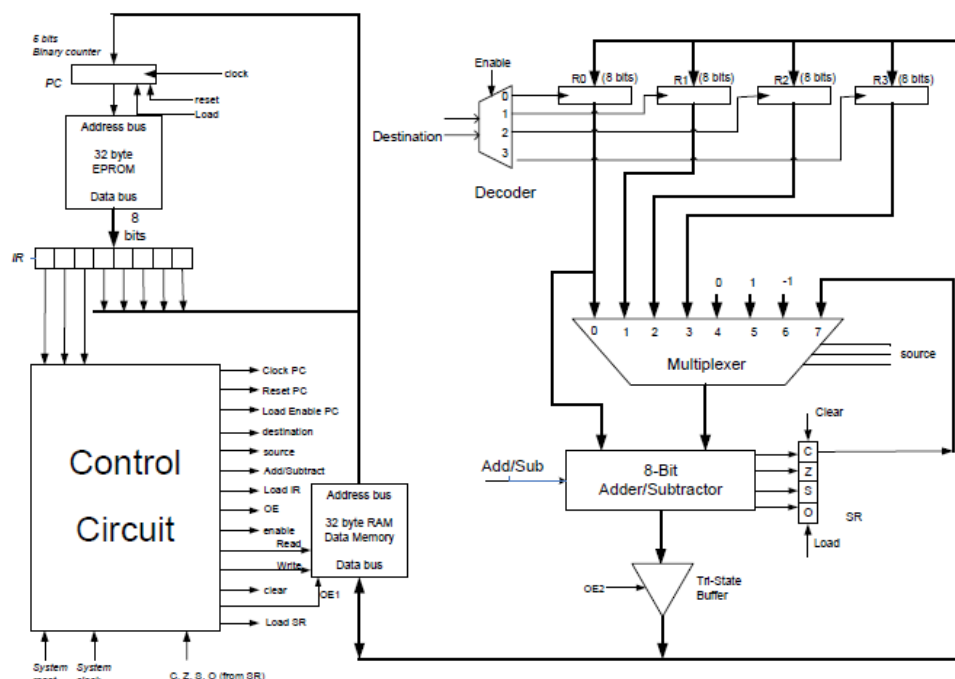 5 bits
Binary counter
PC
clock
reset
Load
Address bus
32 byte
EPROM
Data bus
8
bits
IR
Control
Circuit
Clock PC
Reset PC
Load Enable PC
destination
source
Add/Subtract
Load IR
OE
enable
Read
Write
clear
OE1
Load SR
Address bus
32 byte RAM
Data Memory
Data bus
System
System
C, Z, S, O (from SR)
Enable
Destination
0
1
2
3
Decoder
R0 (8 bits)
R1 (8 bits)
R2 (8 bits)
R3 (8 bits)
0 1 -1
0 1 2 3 4 5 6 7
Multiplexer
source
Clear
Add/Sub
8-Bit
Adder/Subtractor
C
Z
S
O
SR
Load
OE2
Tri-State
Buffer